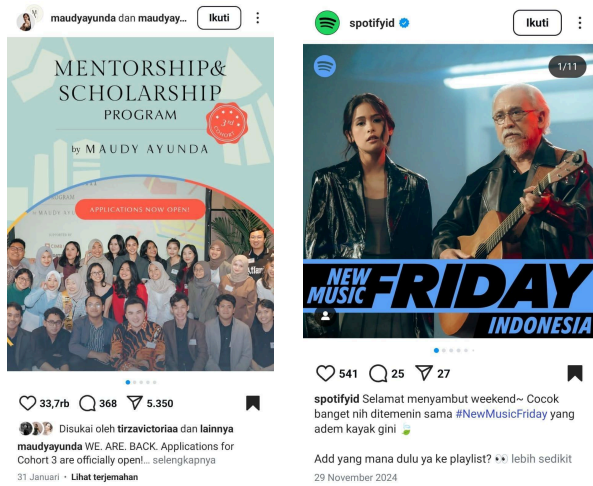 maudyayunda dan maudyay...
Ikuti
MENTORSHIP&
SCHOLARSHIP
PROGRAM
3rd
COHORT
by MAUDY AYUNDA
APPLICATIONS NOW OPEN!
33,7rb
368
5.350
Disukai oleh tirzavictoriaa dan lainnya
maudyayunda WE. ARE. BACK. Applications for
Cohort 3 are officially open!... selengkapnya
31 Januari • Lihat terjemahan
spotifyid
Ikuti
1/11
NEW
MUSIC
FRIDAY
INDONESIA
541
25
27
spotifyid Selamat menyambut weekend~ Cocok
banget nih ditemenin sama #NewMusicFriday yang
adem kayak gini 🍃
Add yang mana dulu ya ke playlist? 👀 lebih sedikit
29 November 2024